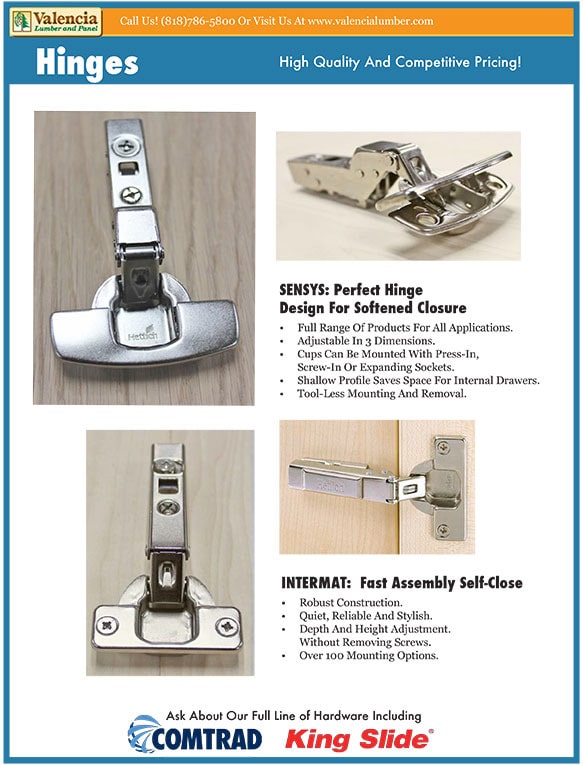 Valencia
Lumber and Panel
Call Us! (818)786-5800 Or Visit Us At www.valencialumber.com
Hinges
High Quality And Competitive Pricing!
Hettich
SENSYS: Perfect Hinge
Design For Softened Closure
• Full Range Of Products For All Applications.
• Adjustable In 3 Dimensions.
• Cups Can Be Mounted With Press-In,
Screw-In Or Expanding Sockets.
• Shallow Profile Saves Space For Internal Drawers.
• Tool-Less Mounting And Removal.
Hettich
INTERMAT: Fast Assembly Self-Close
• Robust Construction.
• Quiet, Reliable And Stylish.
• Depth And Height Adjustment.
Without Removing Screws.
• Over 100 Mounting Options.
Ask About Our Full Line of Hardware Including
COMTRAD
King Slide®